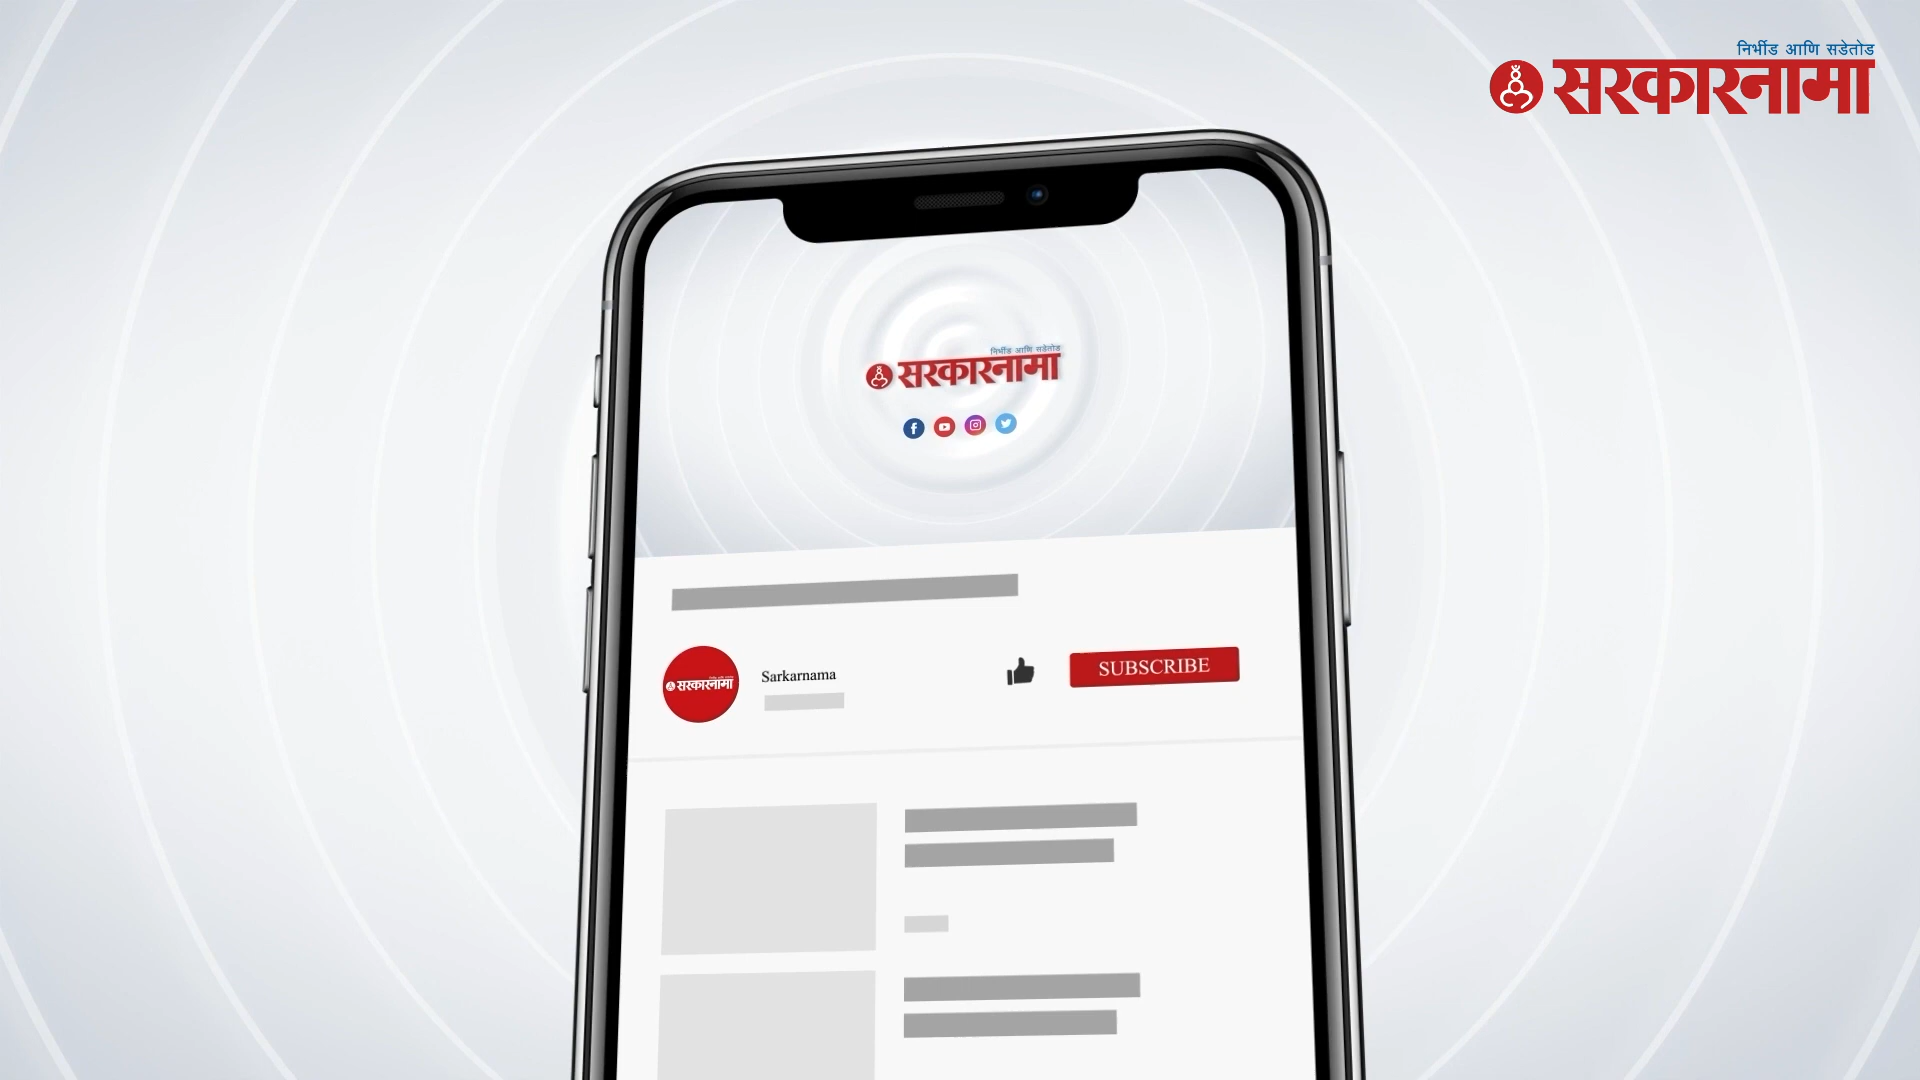 निर्भीड आणि सडेतोड
सरकारनामा
निर्भीड आणि सडेतोड
सरकारनामा
सरकारनामा
Sarkarnama
SUBSCRIBE